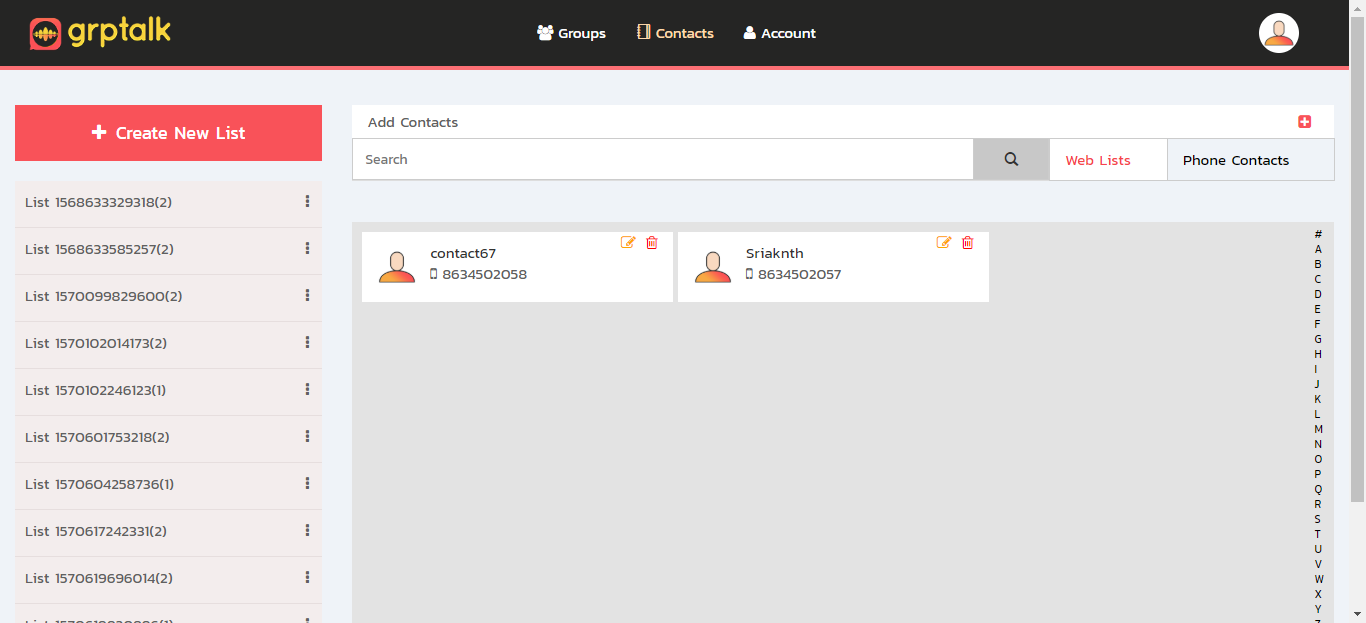 grptalk
Groups
Contacts
Account
Create New List
List 1568633329318(2)
List 1568633585257(2)
List 1570099829600(2)
List 1570102014173(2)
List 1570102246123(1)
List 1570601753218(2)
List 1570604258736(1)
List 1570617242331(2)
List 1570619696014(2)
Add Contacts
Search
Web Lists
Phone Contacts
contact67
8634502058
Sriaknth
8634502057
#
A
B
C
D
E
F
G
H
I
J
K
L
M
N
O
P
Q
R
S
T
U
V
W
X
Y